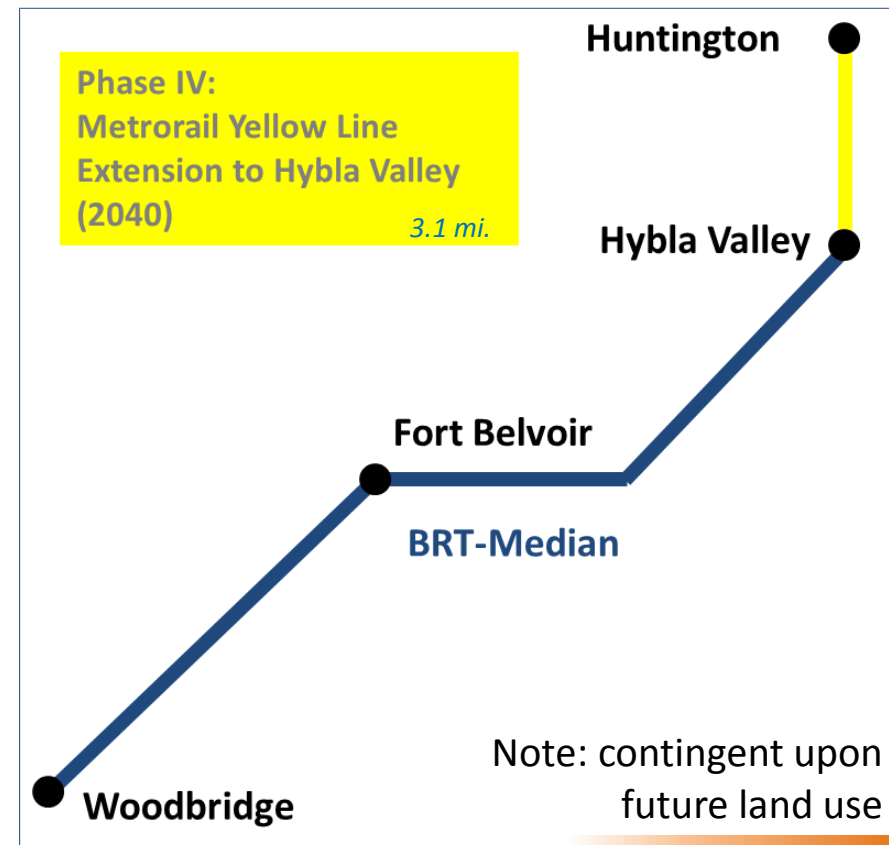 Huntington
Phase IV:
Metrorail Yellow Line
Extension to Hybla Valley
(2040)
3.1 mi.
Hybla Valley
Fort Belvoir
BRT-Median
Woodbridge
Note: contingent upon
future land use